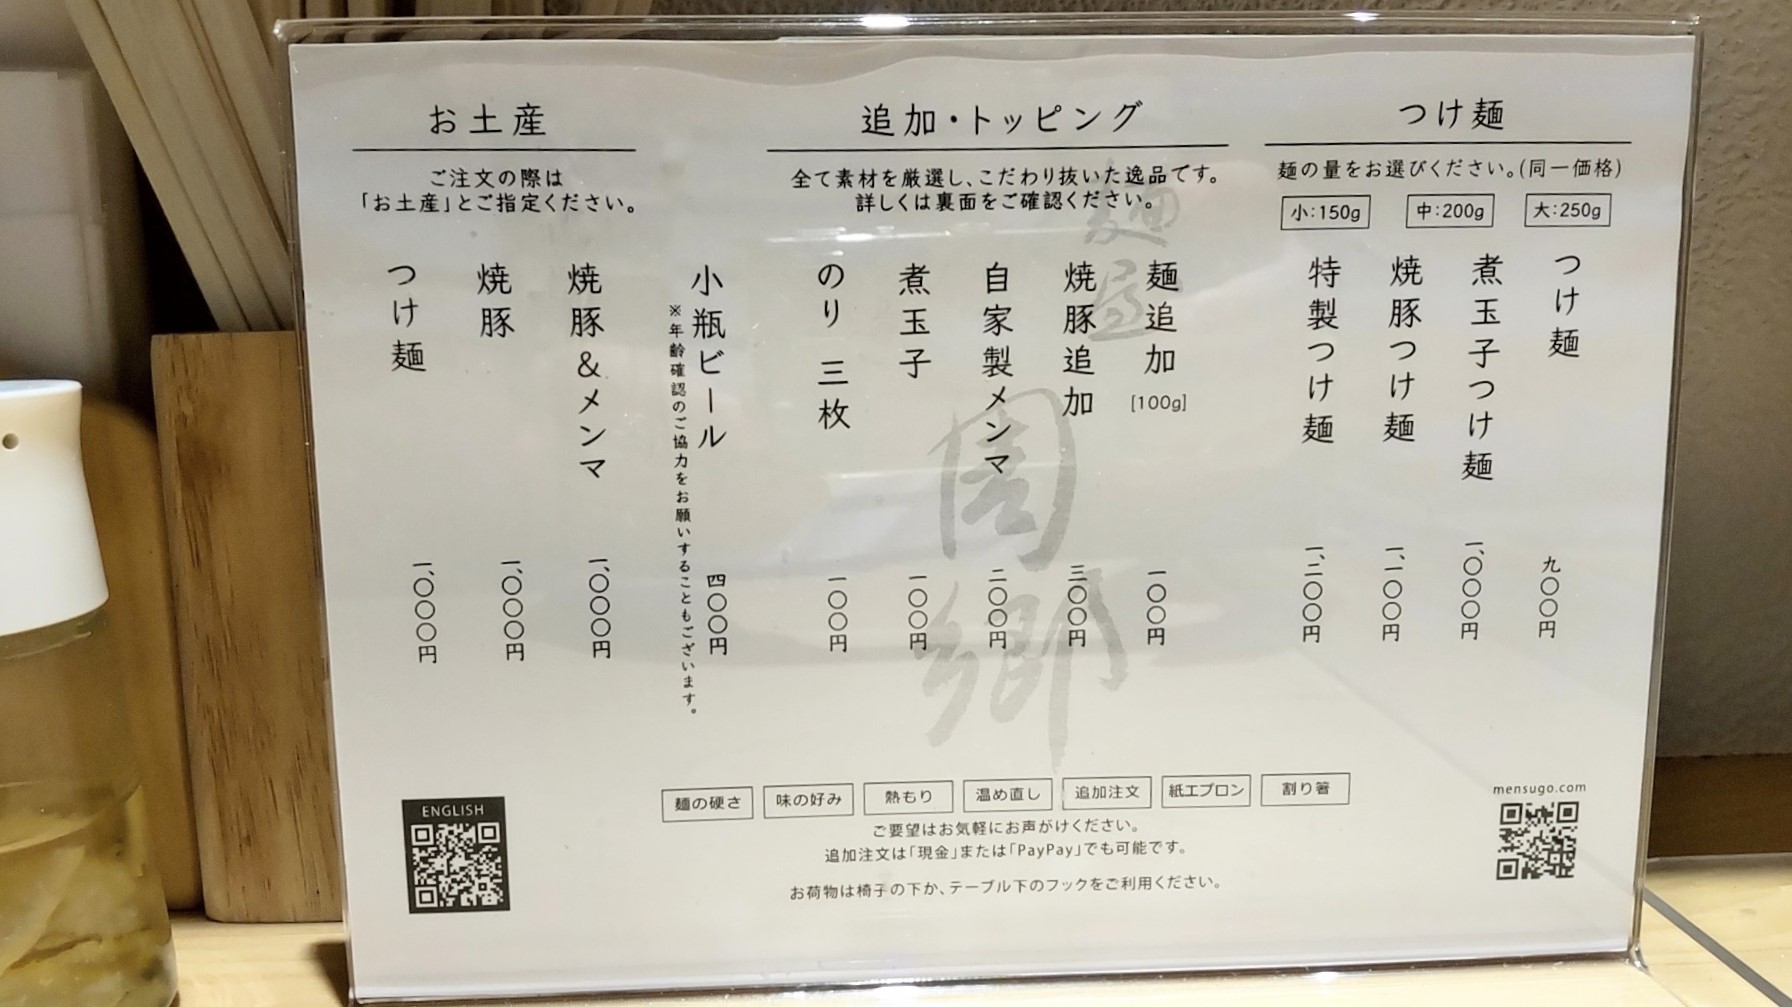 つけ麺
麺の量をお選びください。(同一価格)
小:150g
中:200g
大:250g
つけ麺
九〇〇円
煮玉子つけ麺
一、〇〇〇円
焼豚つけ麺
一、一〇〇円
特製つけ麺
一、二〇〇円
追加・トッピング
全て素材を厳選し、こだわり抜いた逸品です。
詳しくは裏面をご確認ください。
麺追加
[100g]
一〇〇円
焼豚追加
三〇〇円
自家製メンマ
二〇〇円
煮玉子
一〇〇円
のり 三枚
一〇〇円
小瓶ビール
四〇〇円
※年齢確認のご協力をお願いすることもございます。
お土産
ご注文の際は
「お土産」とご指定ください。
焼豚&メンマ
一、〇〇〇円
焼豚
一、〇〇〇円
つけ麺
一、〇〇〇円
麺屋
周郷
麺の硬さ
味の好み
熱もり
温め直し
追加注文
紙エプロン
割り箸
ご要望はお気軽にお声がけください。
追加注文は「現金」または「PayPay」でも可能です。
お荷物は椅子の下か、テーブル下のフックをご利用ください。
ENGLISH
mensugo.com